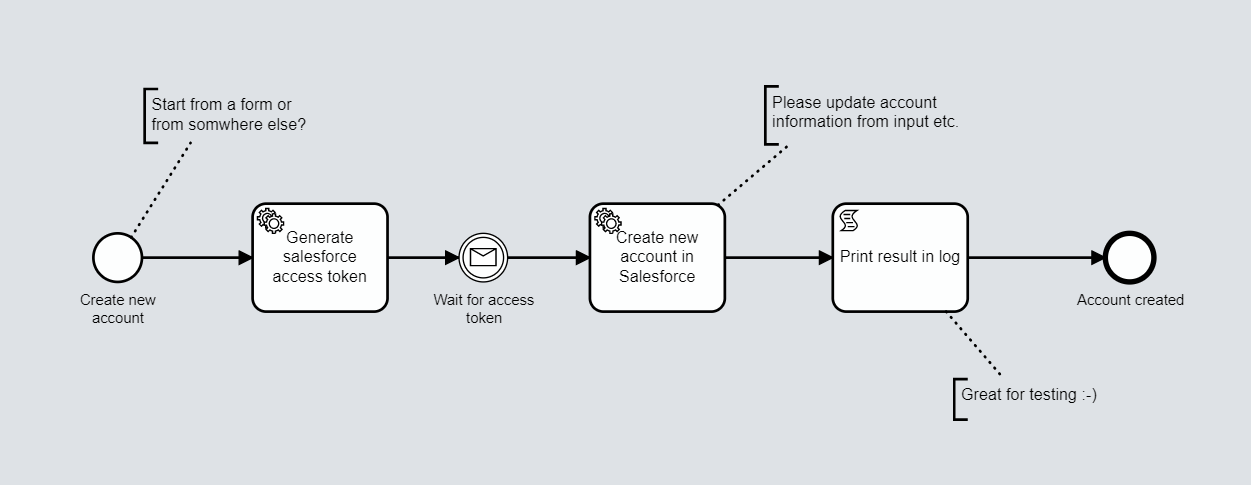 Start from a form or
from somwhere else?
Please update account
information from input etc.
Create new
account
Generate
salesforce
access token
Wait for access
token
Create new
account in
Salesforce
Print result in log
Account created
Great for testing :-)